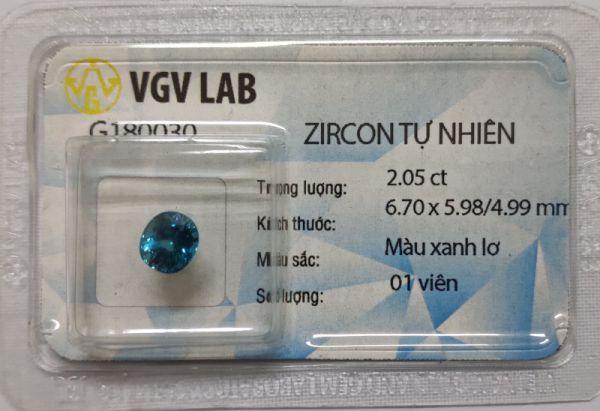 VGV LAB
G180030
ZIRCON TỰ NHIÊN
Trọng lượng: 2.05 ct
Kích thước: 6.70 x 5.98/4.99 mm
Màu sắc: Màu xanh lơ
Số lượng: 01 viên